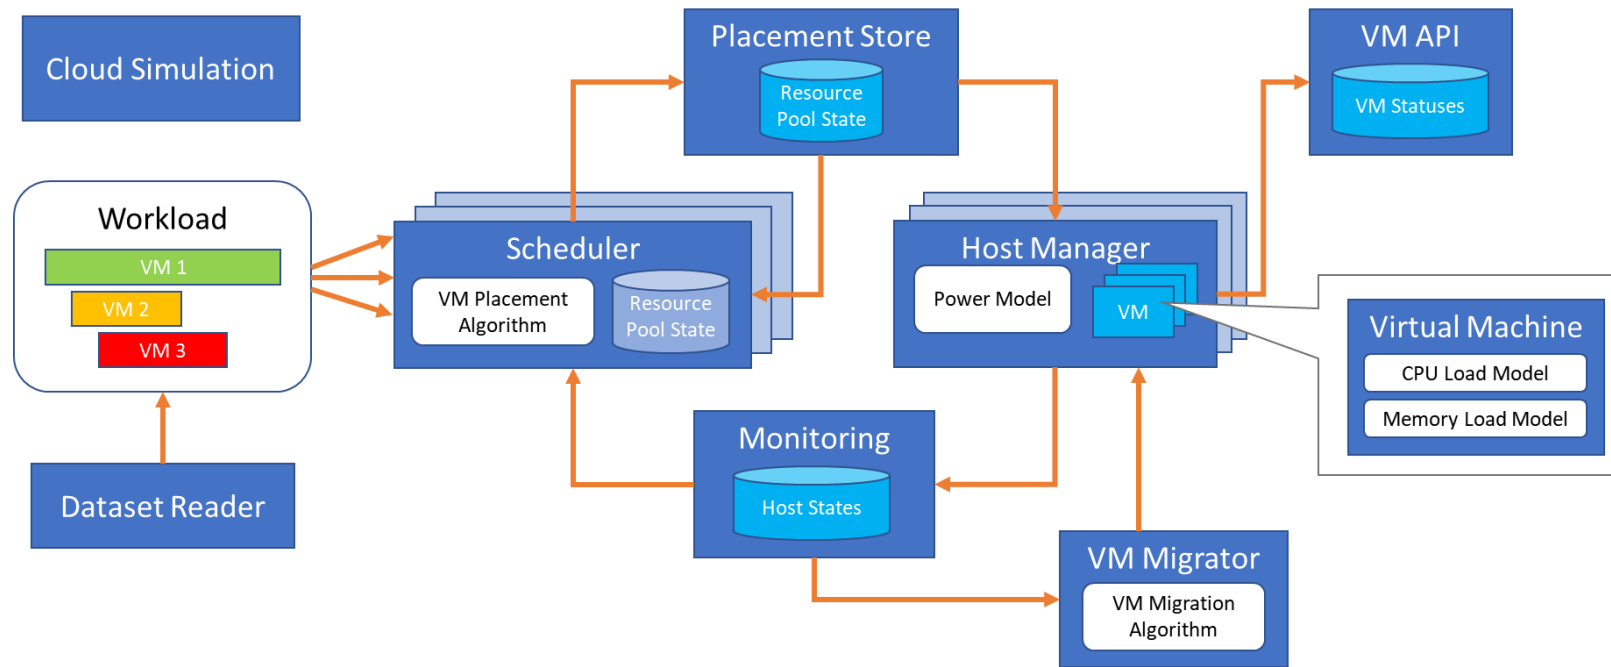 Cloud Simulation
Placement Store
Resource
Pool State
VM API
VM Statuses
Workload
VM 1
VM 2
VM 3
Scheduler
VM Placement
Algorithm
Resource
Pool State
Host Manager
Power Model
VM
Virtual Machine
CPU Load Model
Memory Load Model
Dataset Reader
Monitoring
Host States
VM Migrator
VM Migration
Algorithm